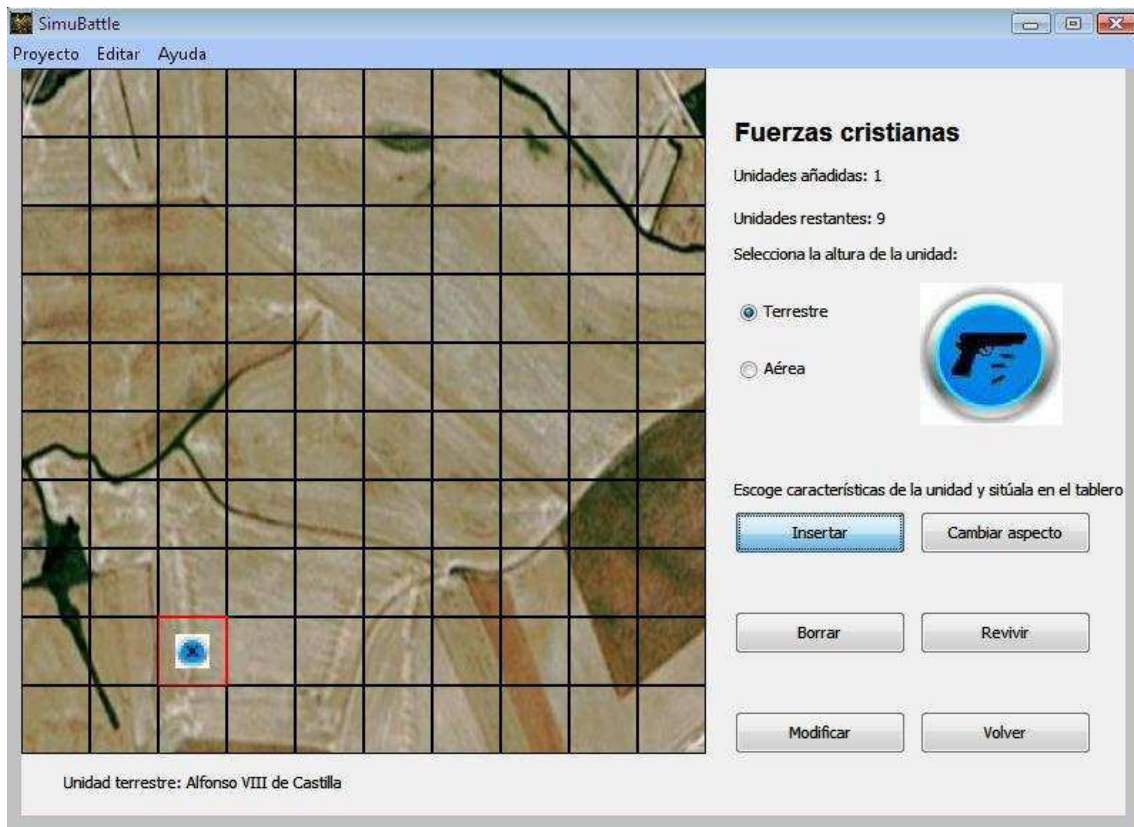 SimuBattle
Proyecto Editar Ayuda
Fuerzas cristianas
Unidades añadidas: 1
Unidades restantes: 9
Selecciona la altura de la unidad:
Terrestre
Aérea
Escoge características de la unidad y sitúala en el tablero
Insertar Cambiar aspecto
Borrar Revivir
Modificar Volver
Unidad terrestre: Alfonso VIII de Castilla